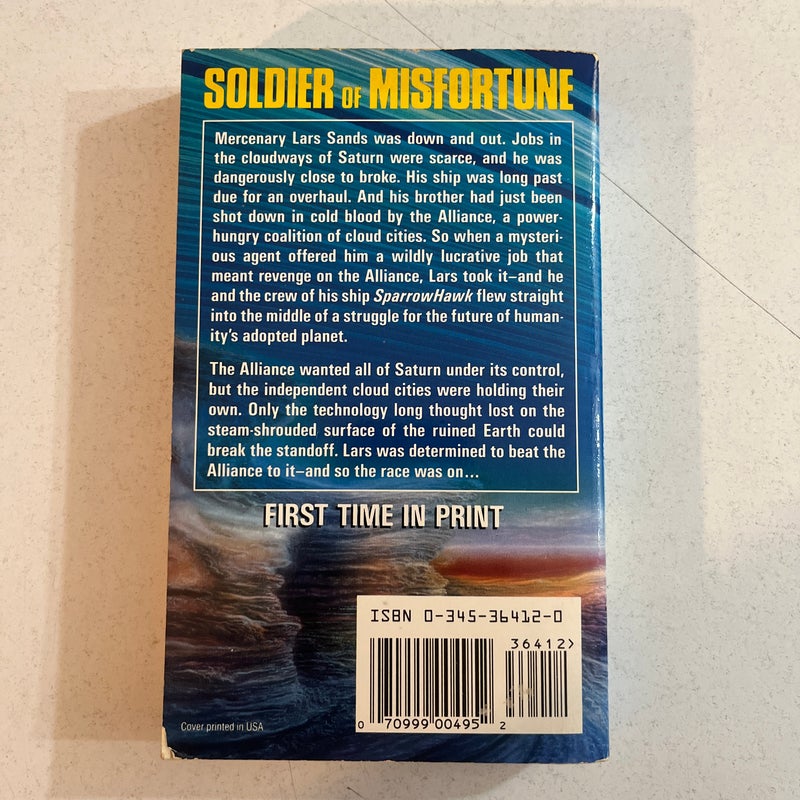 SOLDIER OF MISFORTUNE
Mercenary Lars Sands was down and out. Jobs in
the cloudways of Saturn were scarce, and he was
dangerously close to broke. His ship was long past
due for an overhaul. And his brother had just been
shot down in cold blood by the Alliance, a power-
hungry coalition of cloud cities. So when a mysteri-
ous agent offered him a wildly lucrative job that
meant revenge on the Alliance, Lars took it–and he
and the crew of his ship SparrowHawk flew straight
into the middle of a struggle for the future of human-
ity's adopted planet.
The Alliance wanted all of Saturn under its control,
but the independent cloud cities were holding their
own. Only the technology long thought lost on the
steam-shrouded surface of the ruined Earth could
break the standoff. Lars was determined to beat the
Alliance to it–and so the race was on...
FIRST TIME IN PRINT
ISBN 0-345-36412-0
36412>
0 70999 00495 2
Cover printed in USA